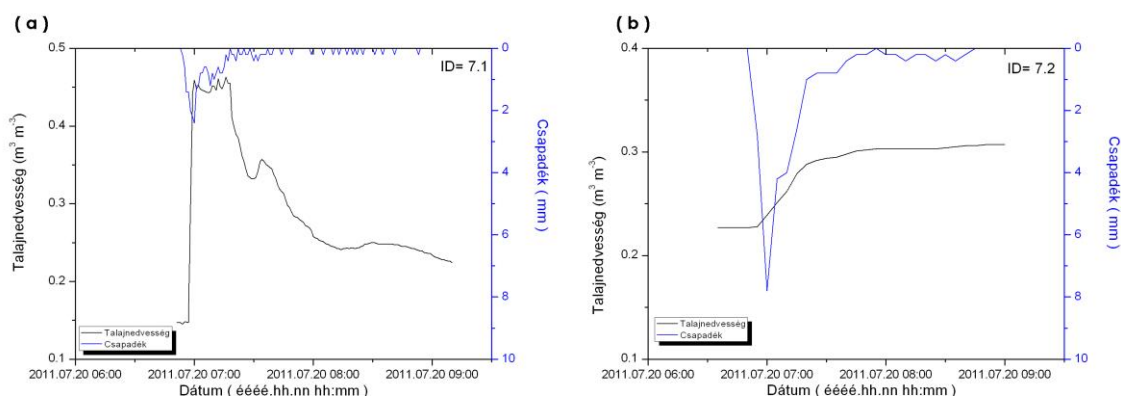 ( a )
ID= 7.1
Talajnedvesség (m³ m⁻³)
0.5
0.4
0.3
0.2
0.1
0
2
4
6
8
10
Csapadék ( mm )
Talajnedvesség
Csapadék
2011.07.20 06:00 2011.07.20 07:00 2011.07.20 08:00 2011.07.20 09:00
Dátum ( éééé.hh.nn hh:mm )
( b )
ID= 7.2
Talajnedvesség (m³ m⁻³)
0.4
0.3
0.2
0.1
0
2
4
6
8
10
Csapadék ( mm )
Talajnedvesség
Csapadék
2011.07.20 06:00 2011.07.20 07:00 2011.07.20 08:00 2011.07.20 09:00
Dátum ( éééé.hh.nn hh:mm )